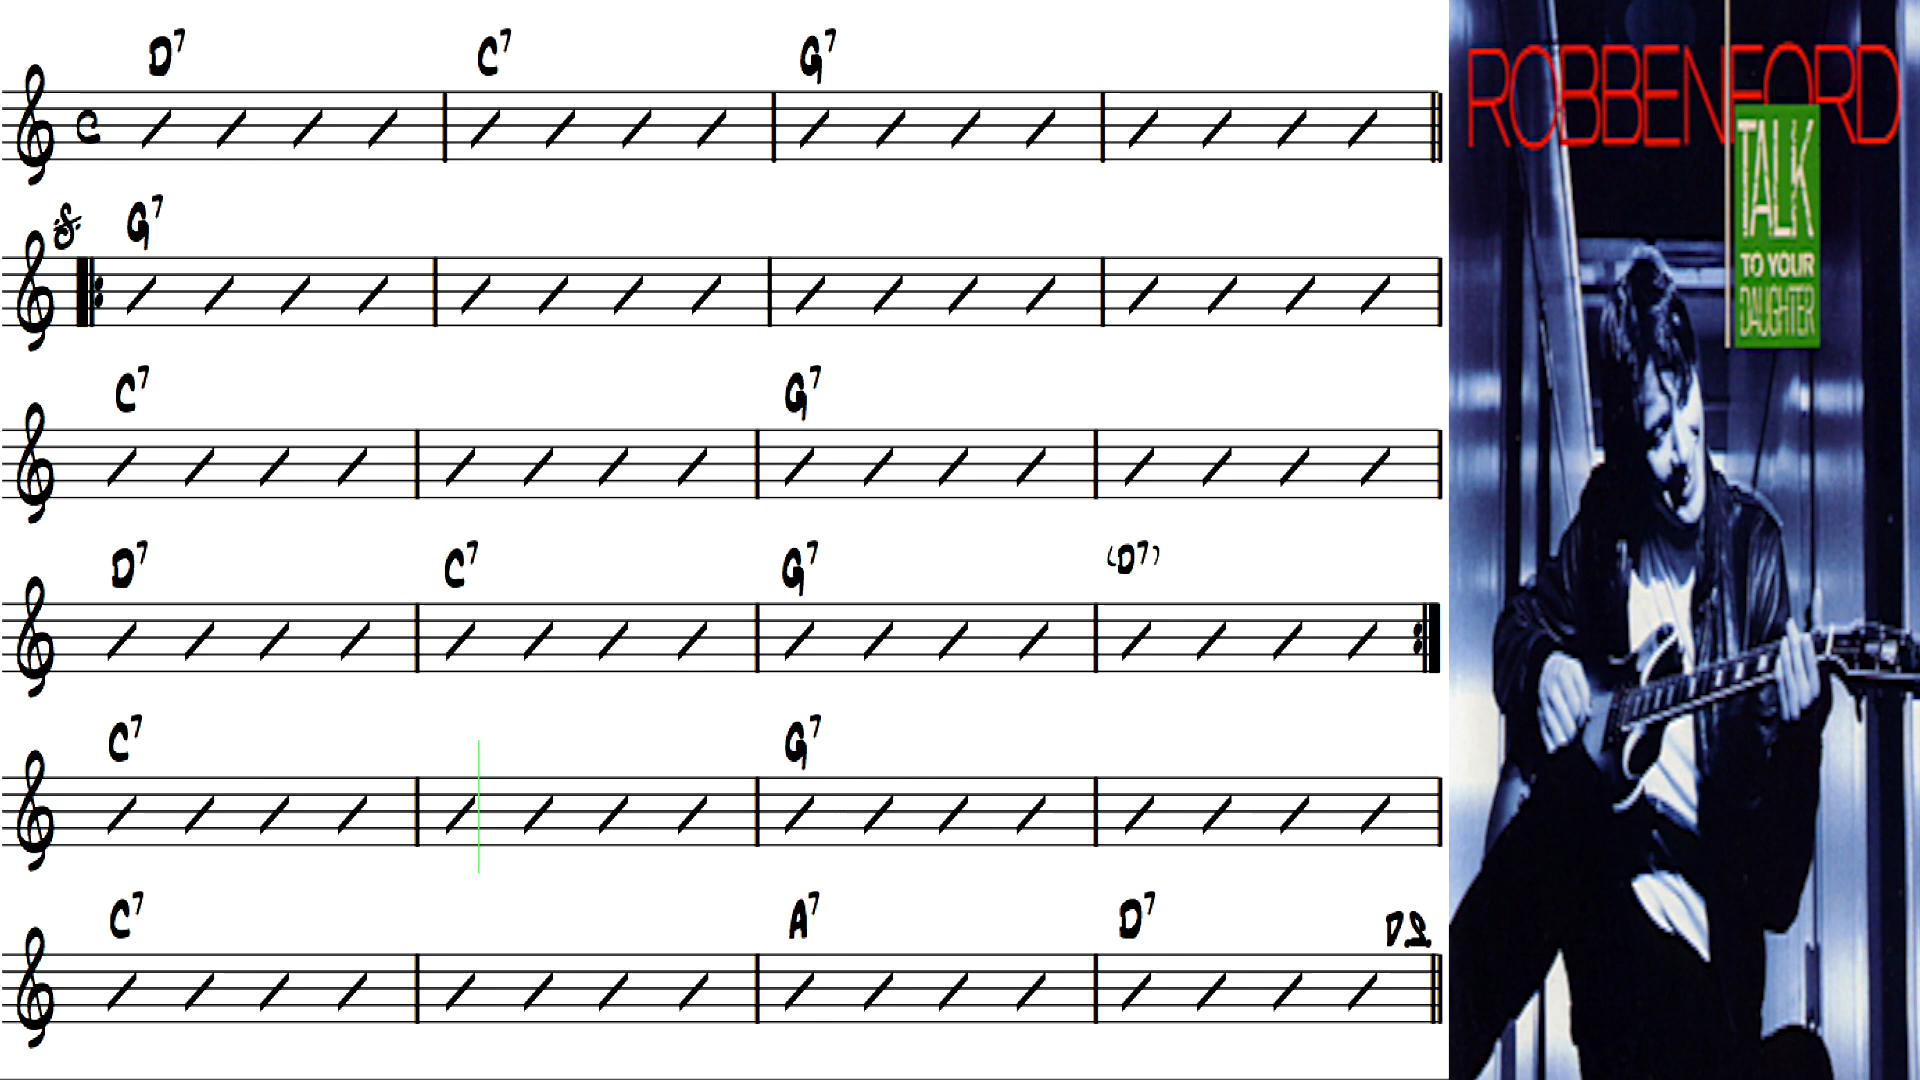 D7 C7 G7
G7
C7 G7
D7 C7 G7 (D7)
C7 G7
C7 A7 D7 D.S.
ROBBEN FORD
TALK
TO YOUR
DAUGHTER